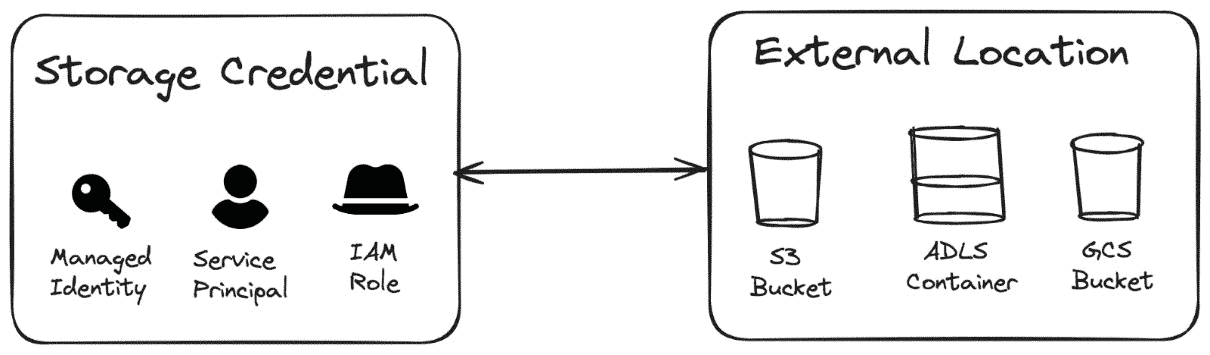 Storage Credential
Managed
Identity
Service
Principal
IAM
Role
External Location
S3
Bucket
ADLS
Container
GCS
Bucket